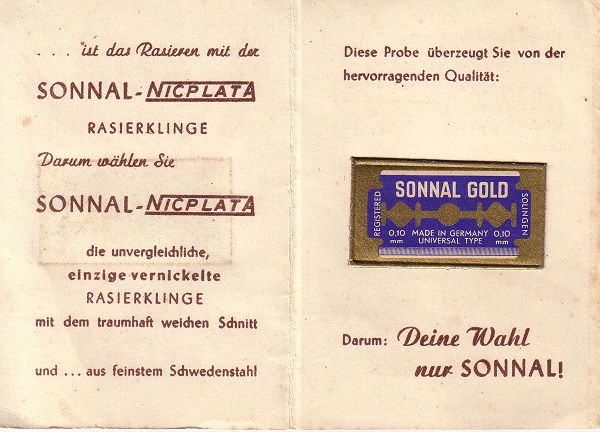 . . . ist das Rasieren mit der
SONNAL-NICPLATA
RASIERKLINGE
Darum wählen Sie
SONNAL-NICPLATA
die unvergleichliche,
einzige vernickelte
RASIERKLINGE
mit dem traumhaft weichen Schnitt
und ... aus feinstem Schwedenstahl
Diese Probe überzeugt Sie von der
hervorragenden Qualität:
REGISTERED
SONNAL GOLD
0,10 mm
MADE IN GERMANY
UNIVERSAL TYPE
0,10 mm
SOLINGEN
Darum: Deine Wahl
nur SONNAL!